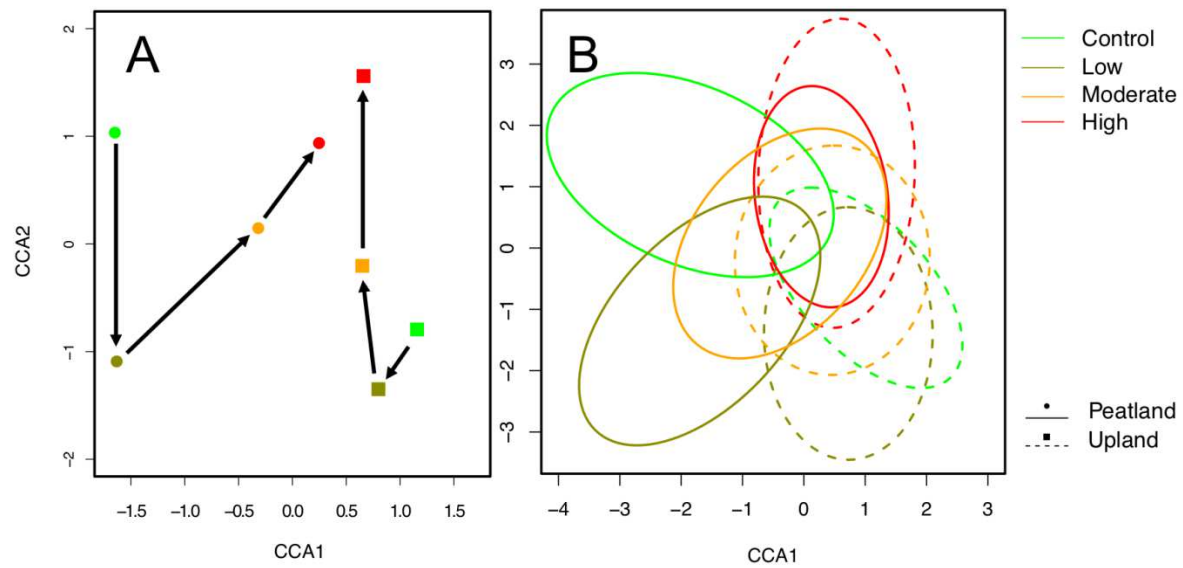 A
CCA2
2
1
0
−1
−2
−1.5 −1.0 −0.5 0.0 0.5 1.0 1.5
CCA1
B
3
2
1
0
−1
−2
−3
−4 −3 −2 −1 0 1 2 3
CCA1
Control
Low
Moderate
High
Peatland
Upland